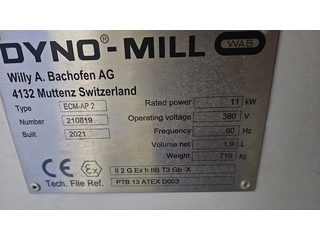 DYNO®-MILL WAB
Willy A. Bachofen AG
4132 Muttenz Switzerland
Type ECM-AP 2
Number 210819
Built 2021
Rated power 11 kW
Operating voltage 380 V
Frequency 60 Hz
Volume net 1,9 L
Weight 715 kg
CE Ex II 2 G Ex h IIB T3 Gb X
Tech. File Ref. PTB 13 ATEX D003